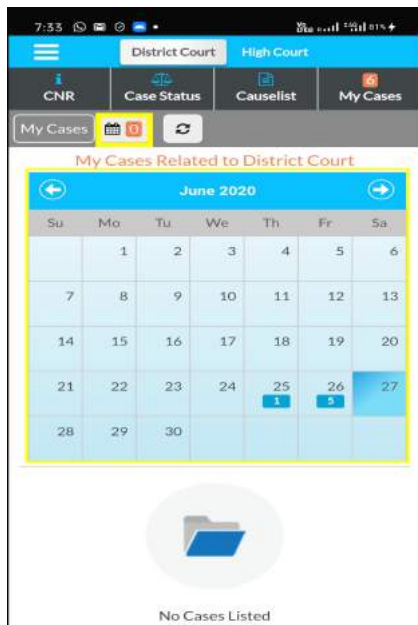 7:33
District Court High Court
CNR Case Status Causelist 6 My Cases
My Cases 0
My Cases Related to District Court
June 2020
Su Mo Tu We Th Fr Sa
1 2 3 4 5 6
7 8 9 10 11 12 13
14 15 16 17 18 19 20
21 22 23 24 25 26 27
1 5
28 29 30
No Cases Listed